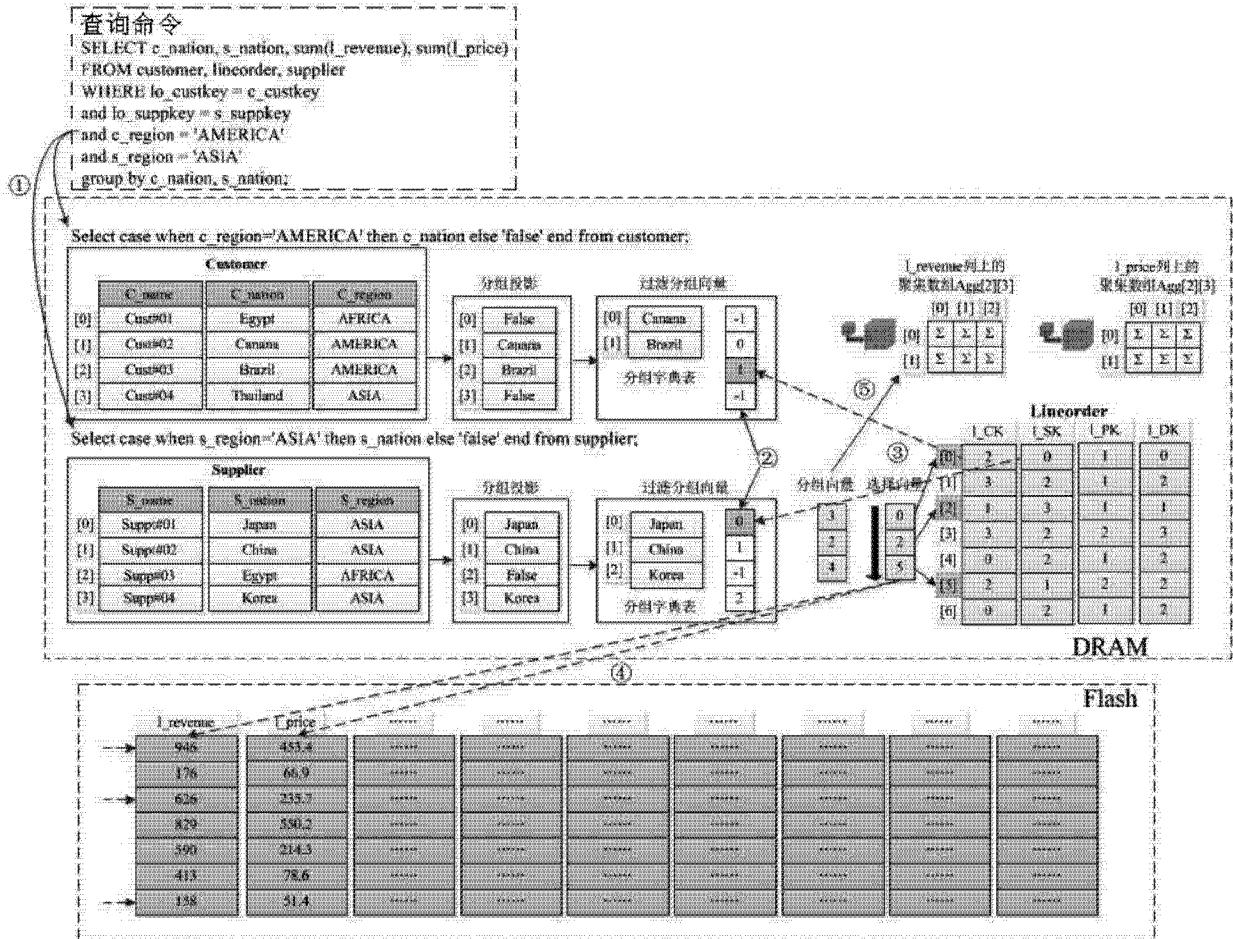 查询命令
SELECT c_nation, s_nation, sum(l_revenue), sum(l_price)
FROM customer, lineorder, supplier
WHERE lo_custkey = c_custkey
and lo_suppkey = s_suppkey
and c_region = 'AMERICA'
and s_region = 'ASIA'
group by c_nation, s_nation;
①
Select case when c_region='AMERICA' then c_nation else 'false' end from customer;
Customer
C_name C_nation C_region
[0] Cust#01 Egypt AFRICA
[1] Cust#02 Canana AMERICA
[2] Cust#03 Brazil AMERICA
[3] Cust#04 Thailand ASIA
分组投影
[0] False
[1] Canana
[2] Brazil
[3] False
过滤分组向量
[0] Canana
[1] Brazil
分组字典表
-1
0
1
-1
l_revenue列上的
聚集数组Agg[2][3]
[0] [1] [2]
[0] Σ Σ Σ
[1] Σ Σ Σ
l_price列上的
聚集数组Agg[2][3]
[0] [1] [2]
[0] Σ Σ Σ
[1] Σ Σ Σ
⑤
②
③
Select case when s_region='ASIA' then s_nation else 'false' end from supplier;
Supplier
S_name S_nation S_region
[0] Supp#01 Japan ASIA
[1] Supp#02 China ASIA
[2] Supp#03 Egypt AFRICA
[3] Supp#04 Korea ASIA
分组投影
[0] Japan
[1] China
[2] False
[3] Korea
过滤分组向量
[0] Japan
[1] China
[2] Korea
分组字典表
0
1
-1
2
分组向量 选择向量
3 0
2 2
4 5
Lineorder
l_CK l_SK l_PK l_DK
[0] 2 0 1 0
[1] 3 2 1 2
[2] 1 3 1 1
[3] 3 2 2 3
[4] 0 2 1 2
[5] 2 1 2 2
[6] 0 2 1 2
DRAM
④
Flash
l_revenue l_price ...... ...... ...... ...... ...... ...... ......
946 453.4 ...... ...... ...... ...... ...... ...... ......
176 66.9 ...... ...... ...... ...... ...... ...... ......
626 235.7 ...... ...... ...... ...... ...... ...... ......
829 550.2 ...... ...... ...... ...... ...... ...... ......
590 214.3 ...... ...... ...... ...... ...... ...... ......
413 78.6 ...... ...... ...... ...... ...... ...... ......
158 51.4 ...... ...... ...... ...... ...... ...... ......